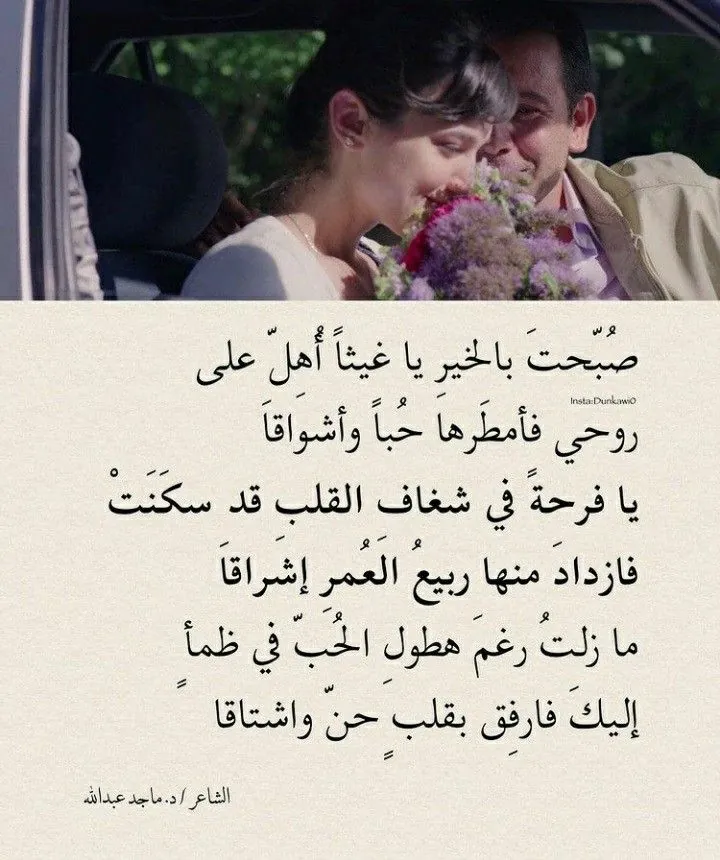 صُبّحتَ بالخيرِ يا غيثاً أُهلّ على
Insta:Dunkawi0
روحي فأمطَرها حُباً وأشوَاقاَ
يا فرحةً في شغاف القلبِ قد سكَنَتْ
فازدادَ منها ربيعُ العُمرِ إشراقاَ
ما زلتُ رغمَ هطولِ الحُبّ في ظمأٍ
إليكَ فارفِق بقلبٍ حنّ واشتاقا
الشاعر / د. ماجد عبدالله